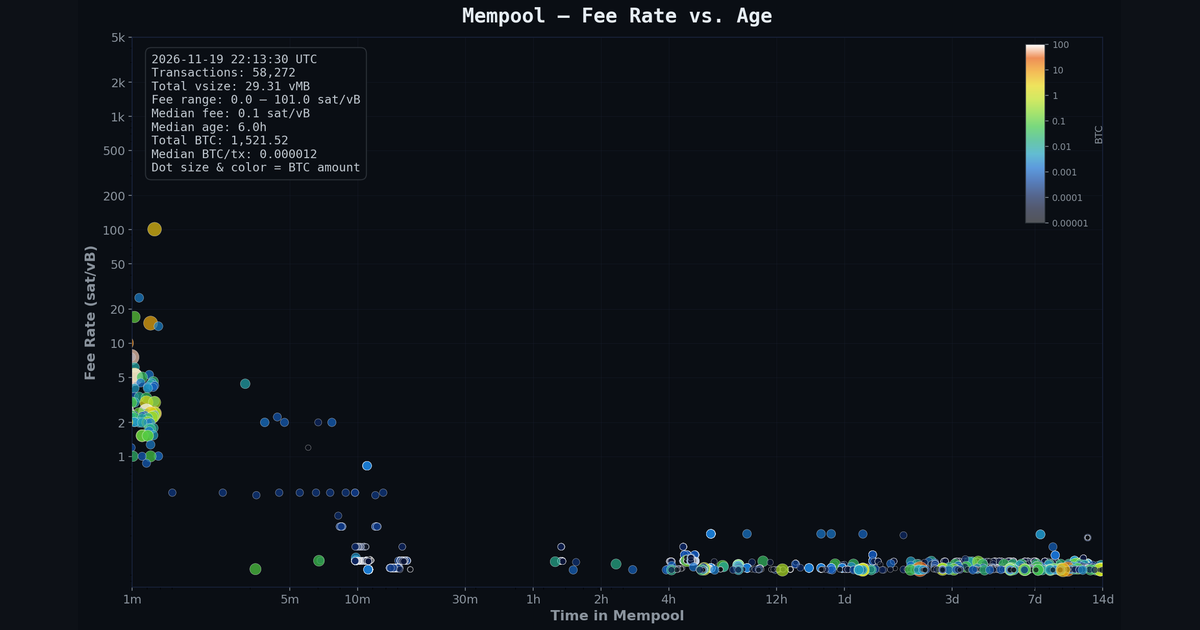 Mempool — Fee Rate vs. Age
2026-11-19 22:13:30 UTC
Transactions: 58,272
Total vsize: 29.31 vMB
Fee range: 0.0 – 101.0 sat/vB
Median fee: 0.1 sat/vB
Median age: 6.0h
Total BTC: 1,521.52
Median BTC/tx: 0.000012
Dot size & color = BTC amount
100
10
1
0.1
0.01
0.001
0.0001
0.00001
BTC
Fee Rate (sat/vB)
5k
2k
1k
500
200
100
50
20
10
5
2
1
1m
5m
10m
30m
1h
2h
4h
12h
1d
3d
7d
14d
Time in Mempool